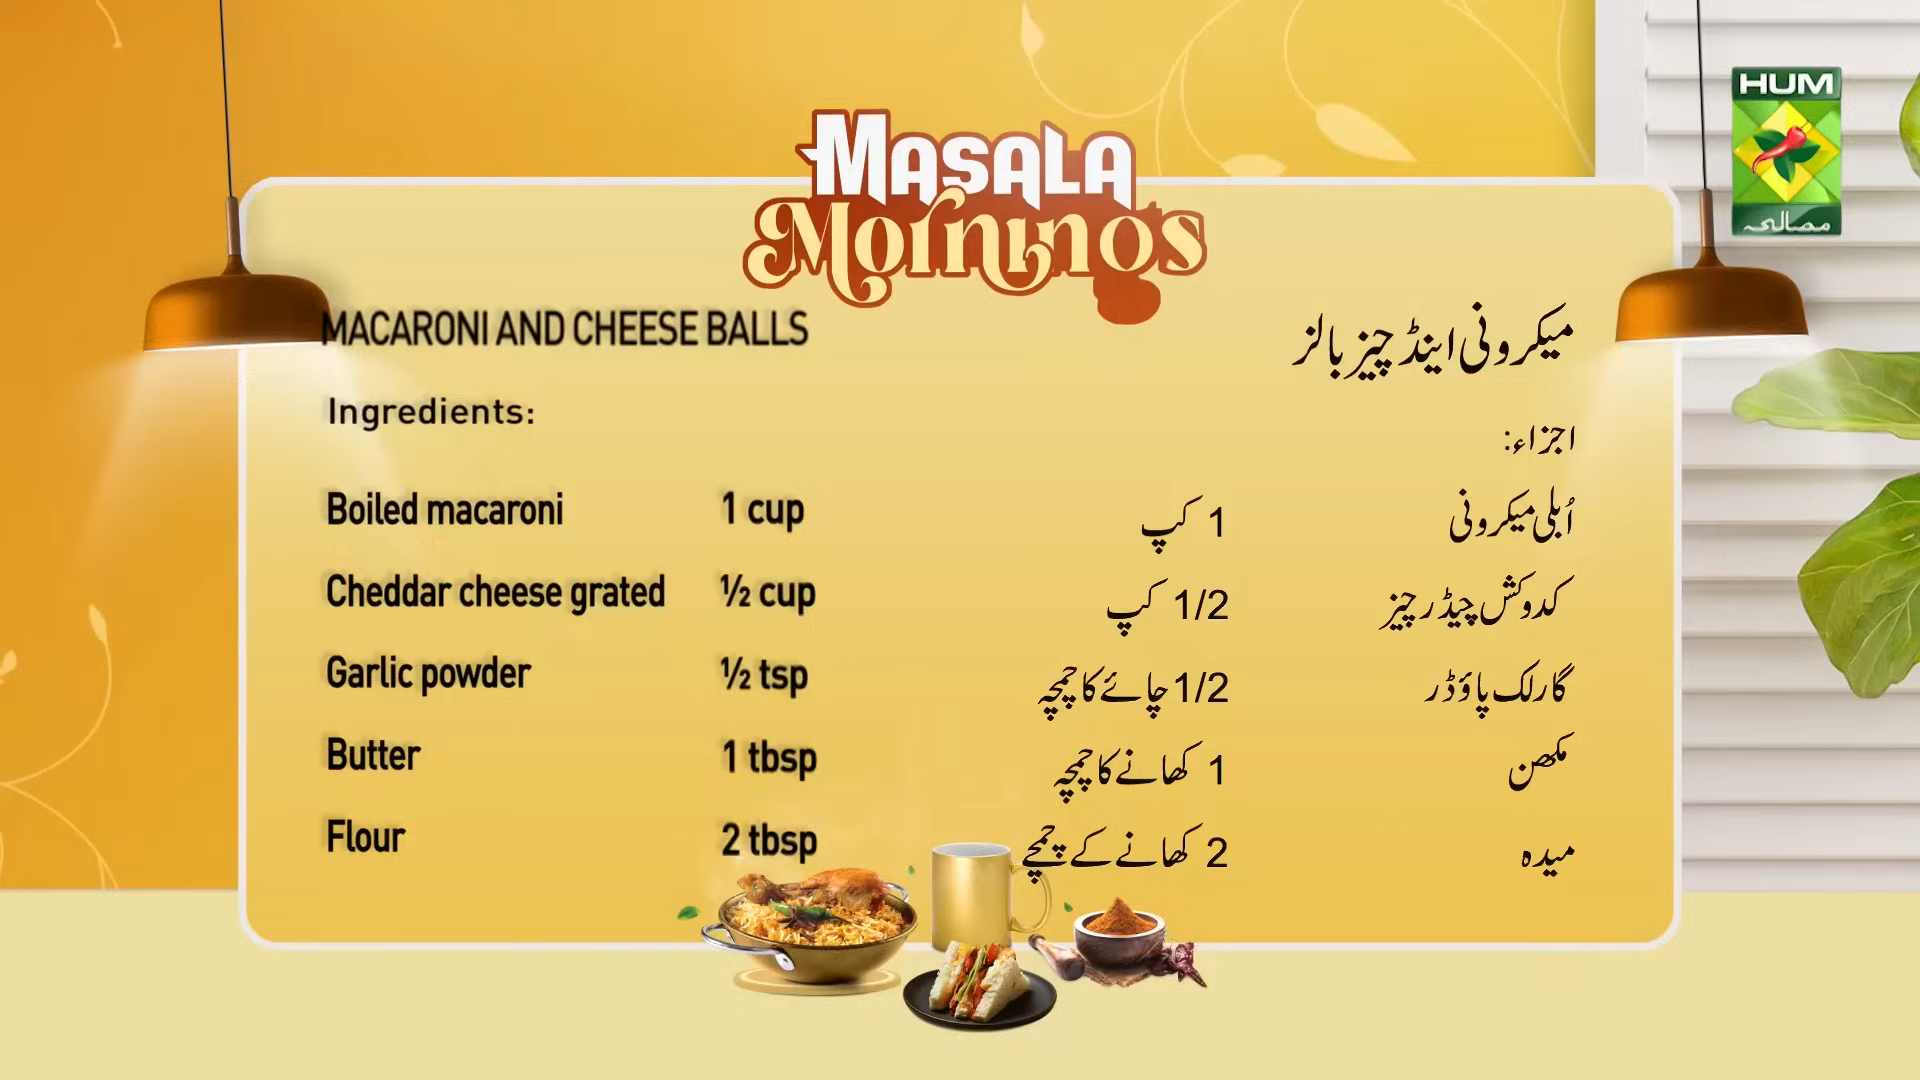 HUM
مصالحہ
MASALA
Mornings
MACARONI AND CHEESE BALLS
میکرونی اینڈ چیز بالز
Ingredients:
اجزاء:
Boiled macaroni 1 cup
اُبلی میکرونی 1 کپ
Cheddar cheese grated ½ cup
کدوکش چیڈر چیز 1/2 کپ
Garlic powder ½ tsp
گارلک پاؤڈر 1/2 چائے کا چمچہ
Butter 1 tbsp
مکھن 1 کھانے کا چمچہ
Flour 2 tbsp
میدہ 2 کھانے کے چمچے